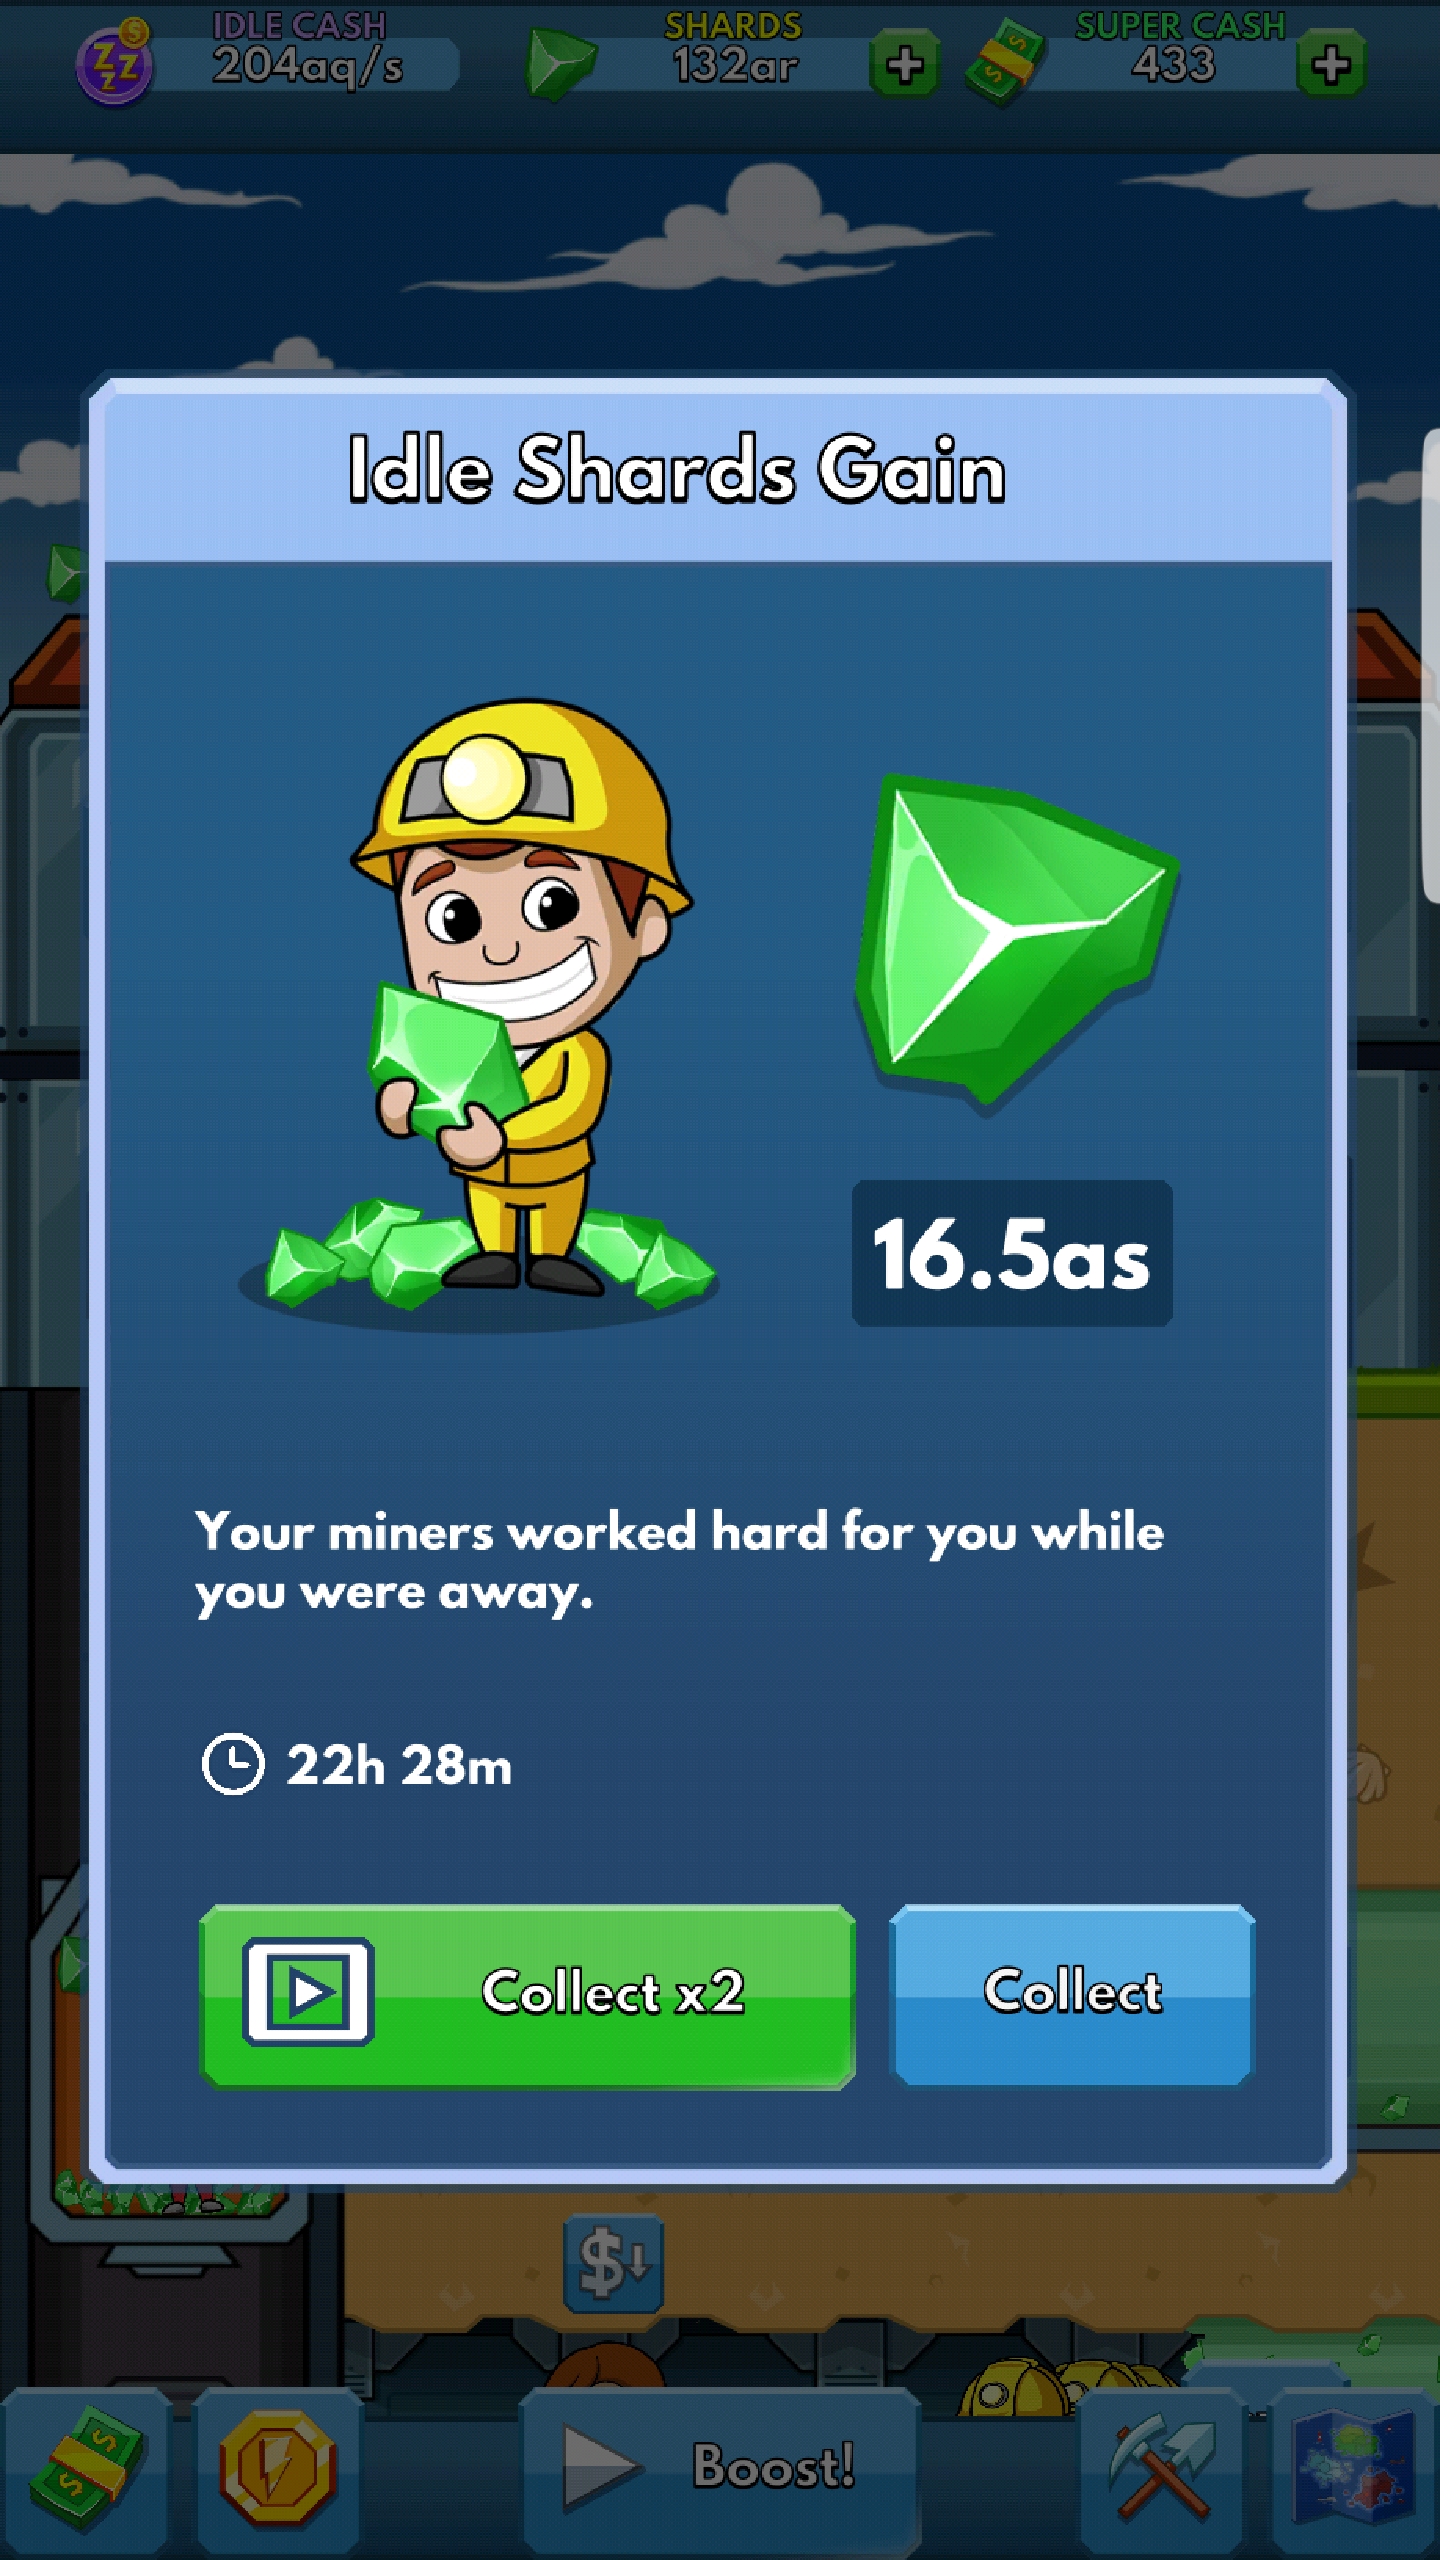 IDLE CASH
204aq/s
SHARDS
132ar
SUPER CASH
433
Idle Shards Gain
16.5as
Your miners worked hard for you while
you were away.
22h 28m
Collect x2
Collect
Boost!